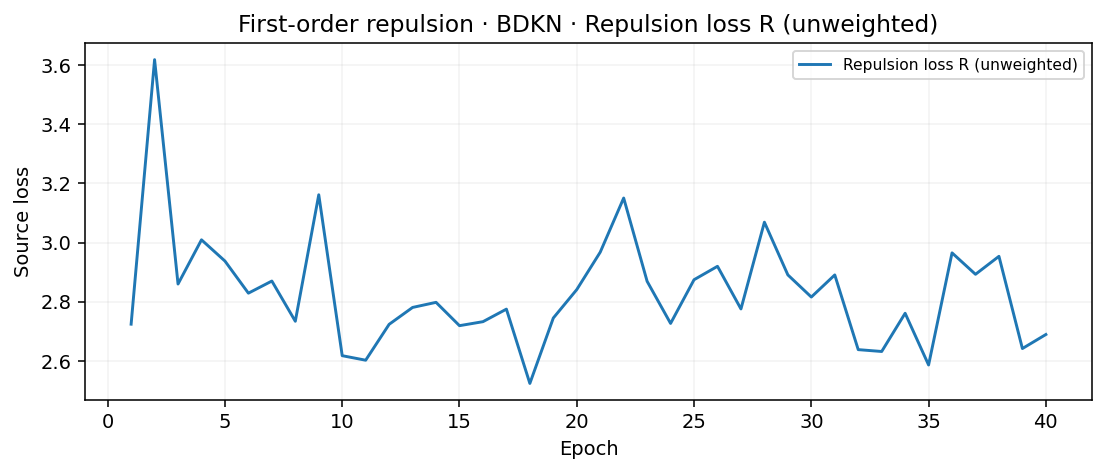 First-order repulsion · BDKN · Repulsion loss R (unweighted)
Repulsion loss R (unweighted)
Source loss
3.6
3.4
3.2
3.0
2.8
2.6
0 5 10 15 20 25 30 35 40
Epoch